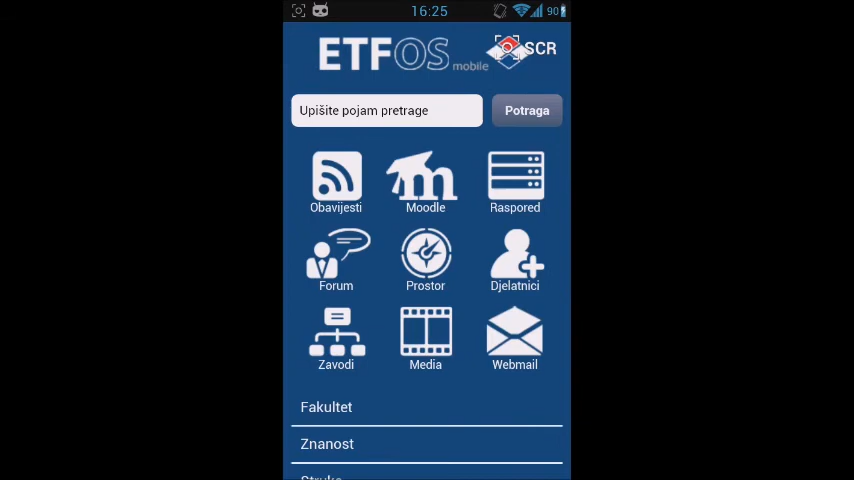 16:25
90
ETFOS mobile
SCR
Upišite pojam pretrage
Potraga
Obavijesti
Moodle
Raspored
Forum
Prostor
Djelatnici
Zavodi
Media
Webmail
Fakultet
Znanost